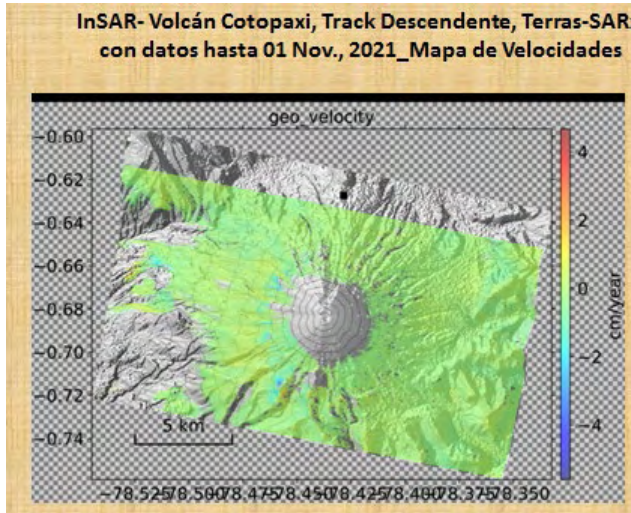 InSAR- Volcán Cotopaxi, Track Descendente, Terras-SAR
con datos hasta 01 Nov., 2021_Mapa de Velocidades
geo_velocity
−0.60
−0.62
−0.64
−0.66
−0.68
−0.70
−0.72
−0.74
5 km
−78.525−78.500−78.475−78.450−78.425−78.400−78.375−78.350
4
2
0
−2
−4
cm/year